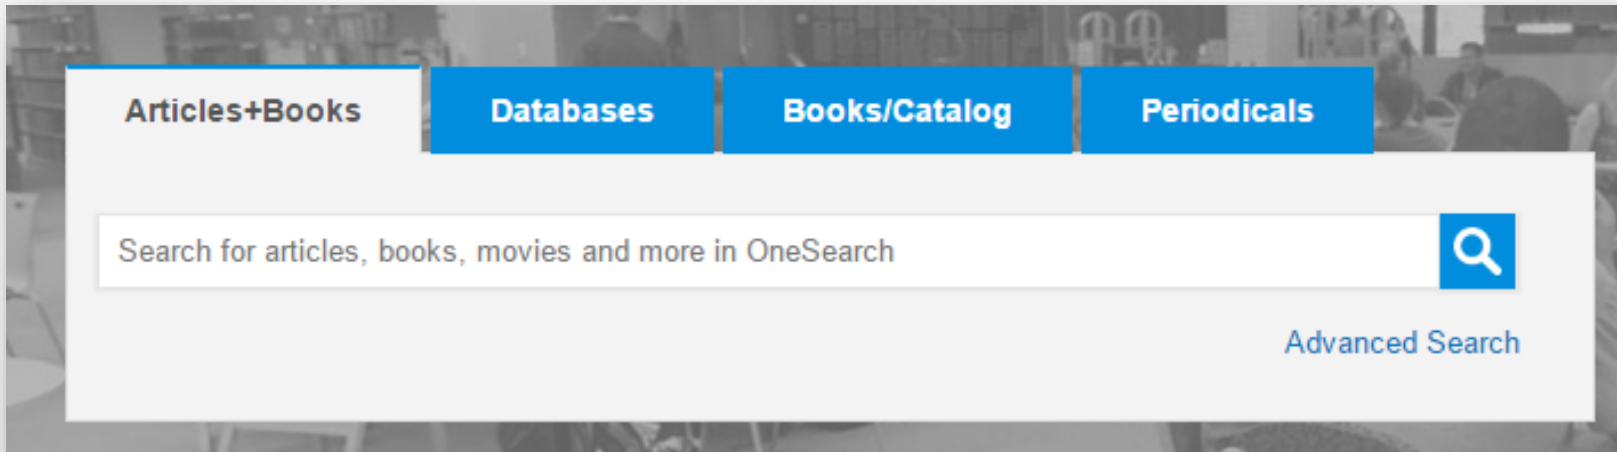 Articles+Books Databases Books/Catalog Periodicals
Search for articles, books, movies and more in OneSearch
Advanced Search